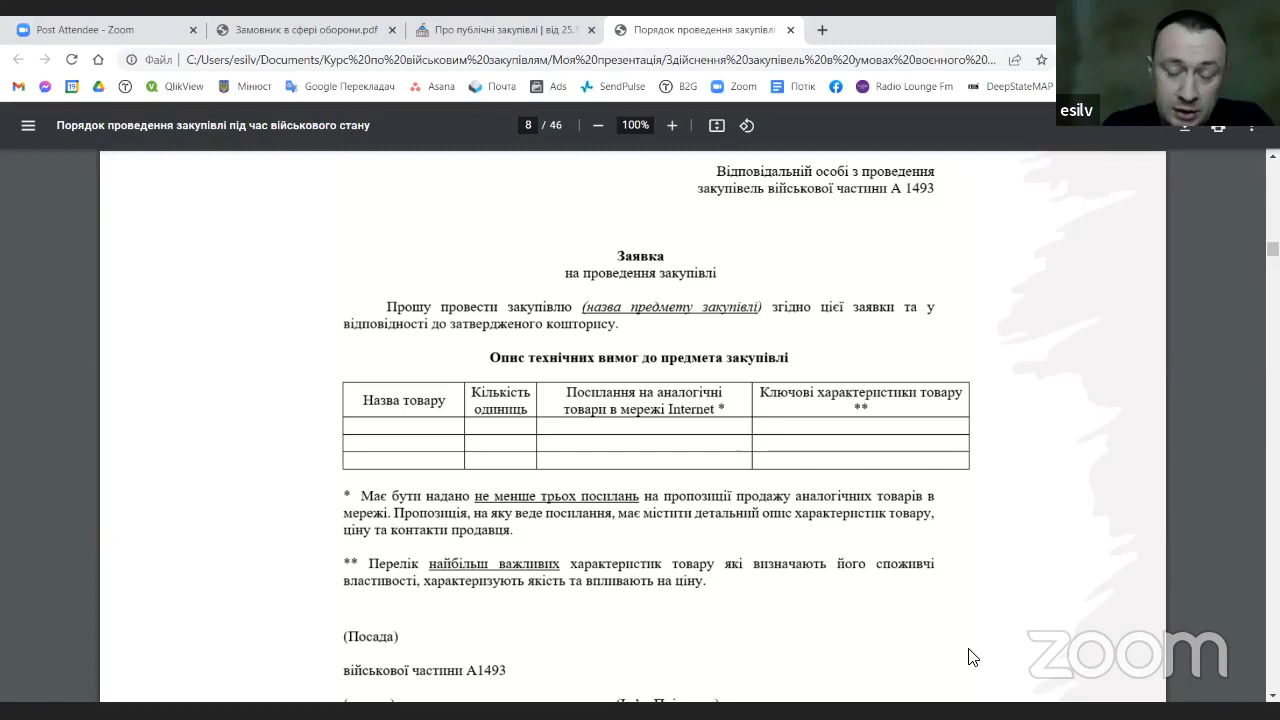 Post Attendee - Zoom
Замовник в сфері оборони.pdf
Про публічні закупівлі | від 25.1
Порядок проведення закупівлі
Файл
C:/Users/esilv/Documents/Курс%20по%20військовим%20закупівлям/Моя%20презентація/Здійснення%20закупівель%20в%20умовах%20воєнного%20...
QlikView
Мінюст
Google Перекладач
Asana
Почта
Ads
SendPulse
B2G
Zoom
Потік
Radio Lounge Fm
DeepStateMAP
esilv
Порядок проведення закупівлі під час військового стану
8 / 46
100%
Відповідальній особі з проведення
закупівель військової частини А 1493
Заявка
на проведення закупівлі
Прошу провести закупівлю (назва предмету закупівлі) згідно цієї заявки та у
відповідності до затвердженого кошторису.
Опис технічних вимог до предмета закупівлі
Назва товару
Кількість
одиниць
Посилання на аналогічні
товари в мережі Internet *
Ключові характеристики товару
**
* Має бути надано не менше трьох посилань на пропозиції продажу аналогічних товарів в
мережі. Пропозиція, на яку веде посилання, має містити детальний опис характеристик товару,
ціну та контакти продавця.
** Перелік найбільш важливих характеристик товару які визначають його споживчі
властивості, характеризують якість та впливають на ціну.
(Посада)
військової частини А1493
zoom